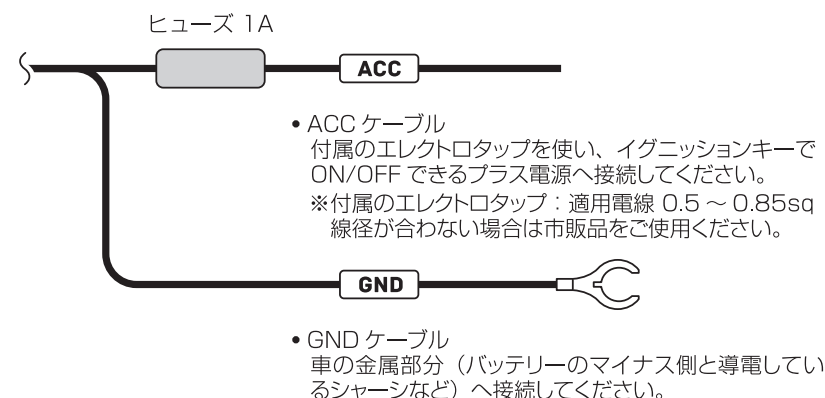 ヒューズ 1A
ACC
• ACC ケーブル
付属のエレクトロタップを使い、イグニッションキーで
ON/OFF できるプラス電源へ接続してください。
※付属のエレクトロタップ：適用電線 0.5 ～ 0.85sq
線径が合わない場合は市販品をご使用ください。
GND
• GND ケーブル
車の金属部分（バッテリーのマイナス側と導電してい
るシャーシなど）へ接続してください。